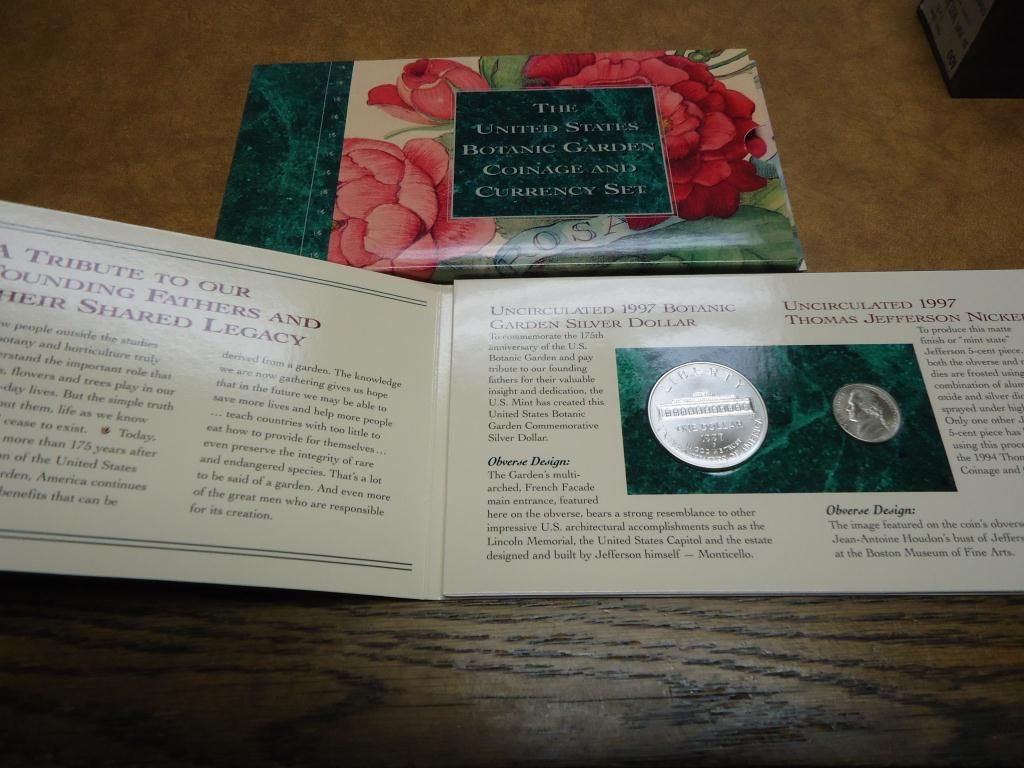 THE
UNITED STATES
BOTANIC GARDEN
COINAGE AND
CURRENCY SET
OSA
A TRIBUTE TO OUR
OUNDING FATHERS AND
HEIR SHARED LEGACY
w people outside the studies
otany and horticulture truly
erstand the important role that
s, flowers and trees play in our
-day lives. But the simple truth
out them, life as we know
cease to exist. Today,
more than 175 years after
on of the United States
arden, America continues
benefits that can be
derived from a garden. The knowledge
we are now gathering gives us hope
that in the future we may be able to
save more lives and help more people
... teach countries with too little to
eat how to provide for themselves...
even preserve the integrity of rare
and endangered species. That's a lot
to be said of a garden. And even more
of the great men who are responsible
for its creation.
UNCIRCULATED 1997 BOTANIC
GARDEN SILVER DOLLAR
To commemorate the 175th
anniversary of the U.S.
Botanic Garden and pay
tribute to our founding
fathers for their valuable
insight and dedication, the
U.S. Mint has created this
United States Botanic
Garden Commemorative
Silver Dollar.
Obverse Design:
The Garden's multi-
arched, French Facade
main entrance, featured
here on the obverse, bears a strong resemblance to other
impressive U.S. architectural accomplishments such as the
Lincoln Memorial, the United States Capitol and the estate
designed and built by Jefferson himself — Monticello.
LIBERTY
ONE DOLLAR
1997
UNCIRCULATED 1997
THOMAS JEFFERSON NICKE
To produce this matte
finish or "mint state"
Jefferson 5-cent piece,
both the obverse and
dies are frosted using
combination of alum
oxide and silver dio
sprayed under high
Only one other J
5-cent piece has
using this proc
the 1994 Thom
Coinage and
Obverse Design:
The image featured on the coin's obverse
Jean-Antoine Houdon's bust of Jeffers
at the Boston Museum of Fine Arts.